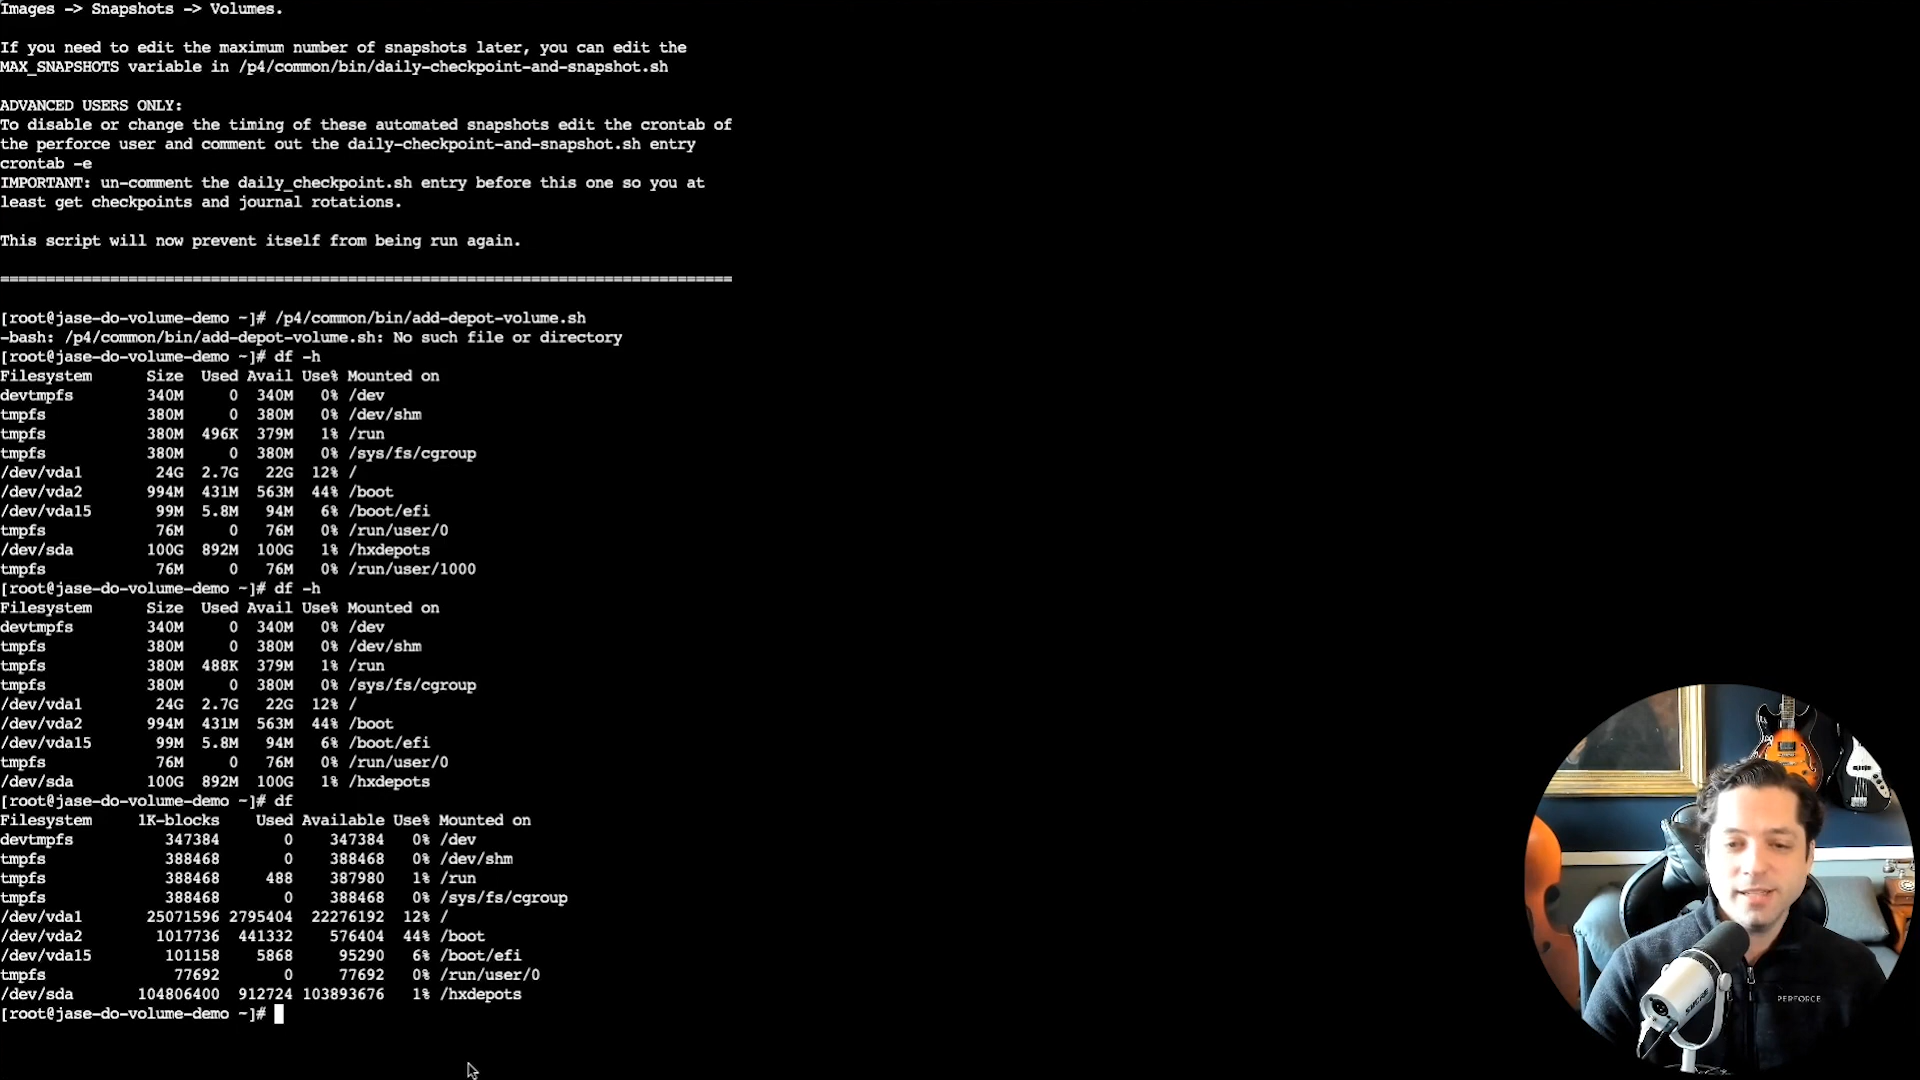 Images -> Snapshots -> Volumes.
If you need to edit the maximum number of snapshots later, you can edit the
MAX_SNAPSHOTS variable in /p4/common/bin/daily-checkpoint-and-snapshot.sh
ADVANCED USERS ONLY:
To disable or change the timing of these automated snapshots edit the crontab of
the perforce user and comment out the daily-checkpoint-and-snapshot.sh entry
crontab -e
IMPORTANT: un-comment the daily_checkpoint.sh entry before this one so you at
least get checkpoints and journal rotations.
This script will now prevent itself from being run again.
================================================================================
[root@jase-do-volume-demo ~]# /p4/common/bin/add-depot-volume.sh
-bash: /p4/common/bin/add-depot-volume.sh: No such file or directory
[root@jase-do-volume-demo ~]# df -h
Filesystem      Size  Used Avail Use% Mounted on
devtmpfs        340M     0  340M   0% /dev
tmpfs           380M     0  380M   0% /dev/shm
tmpfs           380M  496K  379M   1% /run
tmpfs           380M     0  380M   0% /sys/fs/cgroup
/dev/vda1        24G  2.7G   22G  12% /
/dev/vda2       994M  431M  563M  44% /boot
/dev/vda15       99M  5.8M   94M   6% /boot/efi
tmpfs            76M     0   76M   0% /run/user/0
/dev/sda        100G  892M  100G   1% /hxdepots
tmpfs            76M     0   76M   0% /run/user/1000
[root@jase-do-volume-demo ~]# df -h
Filesystem      Size  Used Avail Use% Mounted on
devtmpfs        340M     0  340M   0% /dev
tmpfs           380M     0  380M   0% /dev/shm
tmpfs           380M  488K  379M   1% /run
tmpfs           380M     0  380M   0% /sys/fs/cgroup
/dev/vda1        24G  2.7G   22G  12% /
/dev/vda2       994M  431M  563M  44% /boot
/dev/vda15       99M  5.8M   94M   6% /boot/efi
tmpfs            76M     0   76M   0% /run/user/0
/dev/sda        100G  892M  100G   1% /hxdepots
[root@jase-do-volume-demo ~]# df
Filesystem     1K-blocks    Used Available Use% Mounted on
devtmpfs          347384       0    347384   0% /dev
tmpfs             388468       0    388468   0% /dev/shm
tmpfs             388468     488    387980   1% /run
tmpfs             388468       0    388468   0% /sys/fs/cgroup
/dev/vda1       25071596 2795404  22276192  12% /
/dev/vda2        1017736  441332    576404  44% /boot
/dev/vda15        101158    5868     95290   6% /boot/efi
tmpfs              77692       0     77692   0% /run/user/0
/dev/sda       104806400  912724 103893676   1% /hxdepots
[root@jase-do-volume-demo ~]#
PERFORCE
SHURE